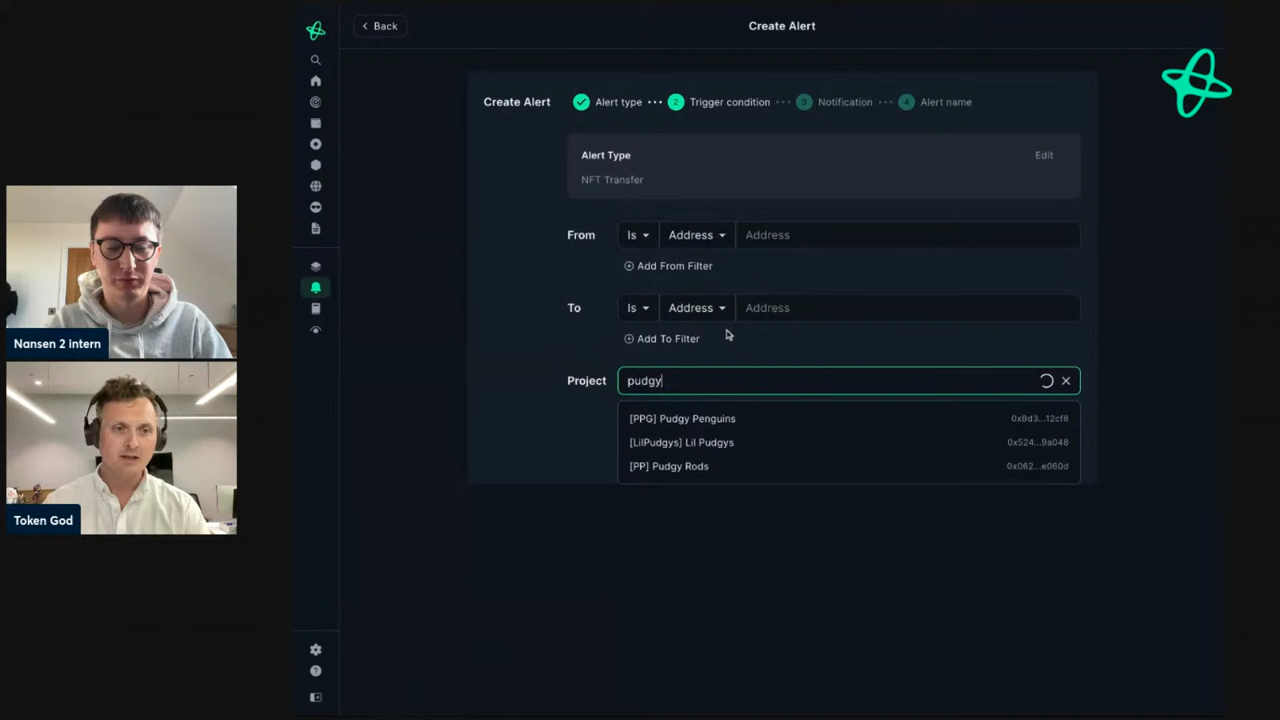 Back
Create Alert
Create Alert
Alert type
2
Trigger condition
3
Notification
4
Alert name
Alert Type
Edit
NFT Transfer
From
Is
Address
Address
Add From Filter
To
Is
Address
Address
Add To Filter
Project
pudgy
[PPG] Pudgy Penguins
0xBd3...12cf8
[LilPudgys] Lil Pudgys
0x524...9a048
[PP] Pudgy Rods
0x062...e060d
Nansen 2 Intern
Token God